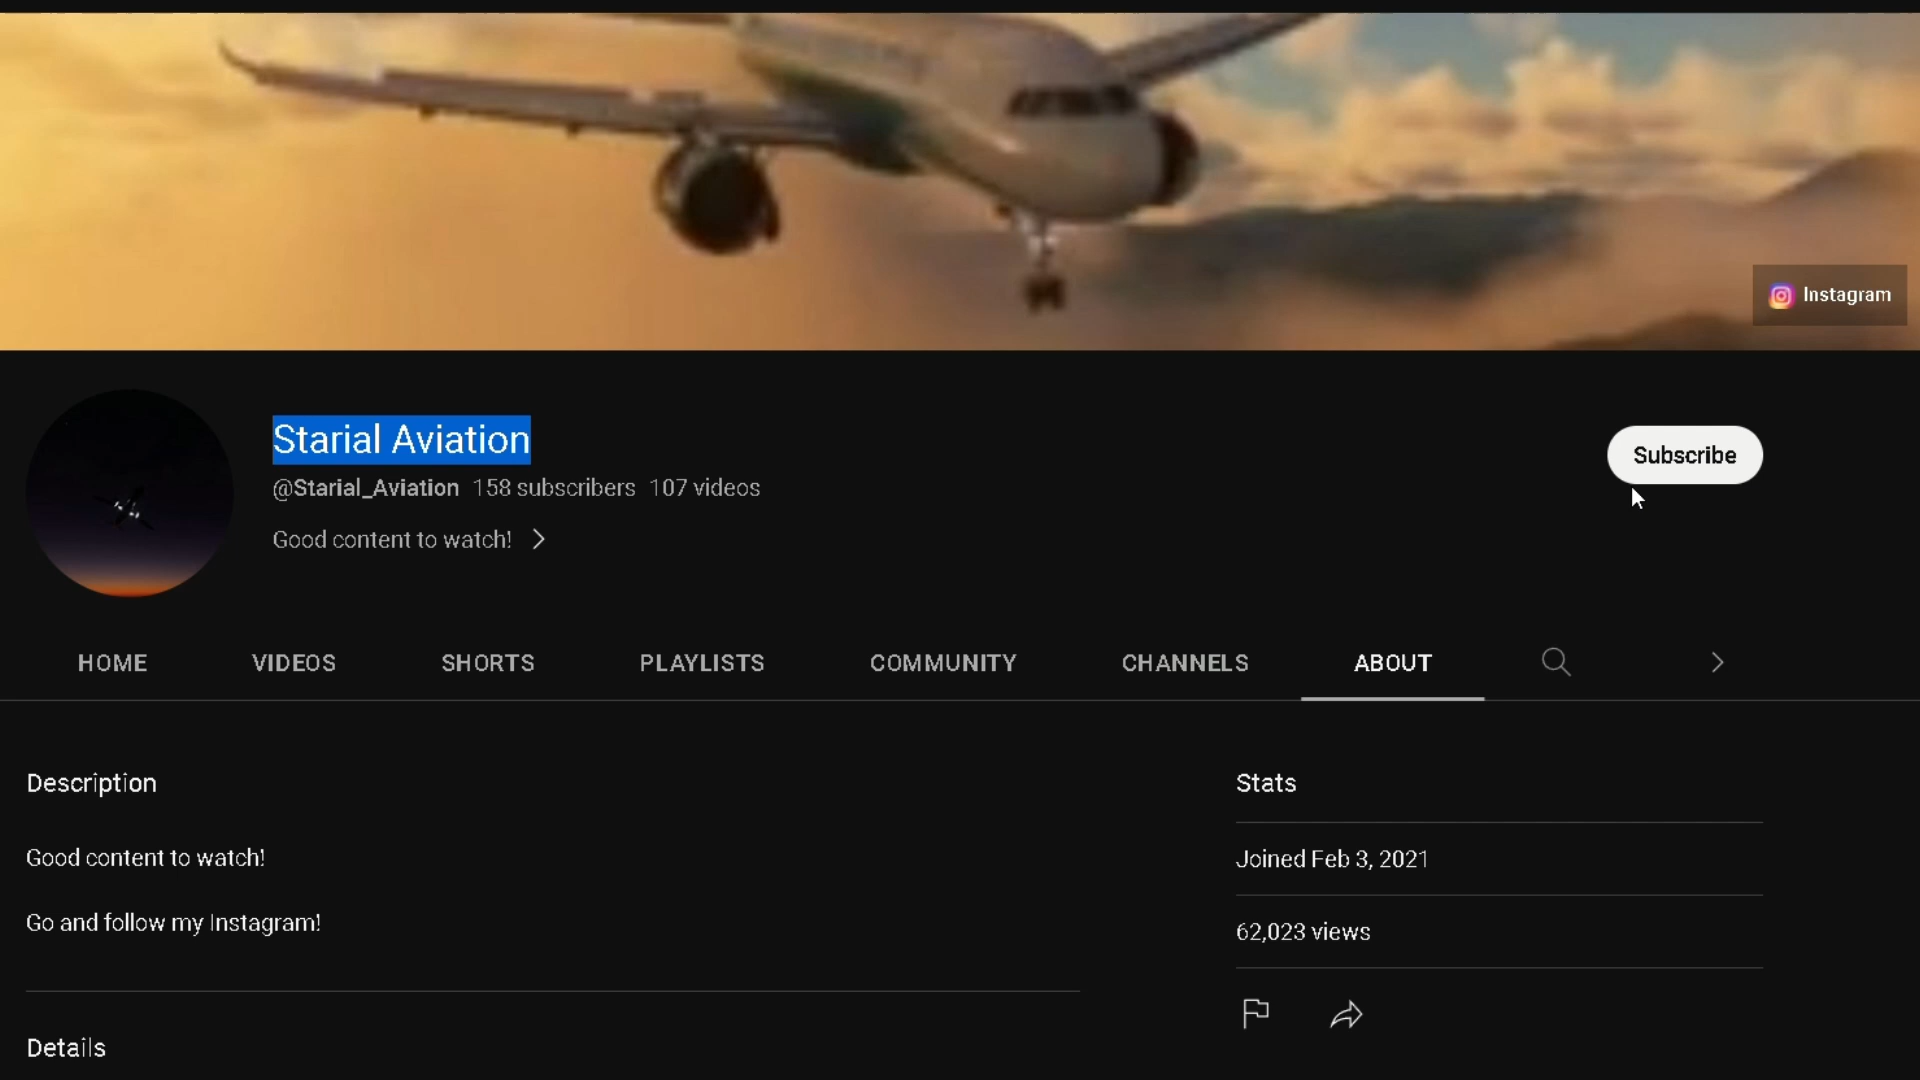 Instagram
Starial Aviation
Subscribe
@Starial_Aviation 158 subscribers 107 videos
Good content to watch!
HOME VIDEOS SHORTS PLAYLISTS COMMUNITY CHANNELS ABOUT
Description
Stats
Good content to watch!
Joined Feb 3, 2021
Go and follow my Instagram!
62,023 views
Details